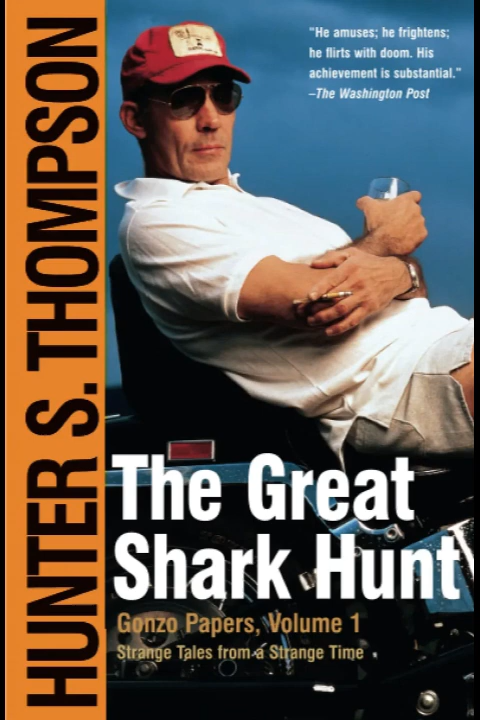 HUNTER S. THOMPSON
"He amuses; he frightens;
he flirts with doom. His
achievement is substantial."
–The Washington Post
The Great
Shark Hunt
Gonzo Papers, Volume 1
Strange Tales from a Strange Time